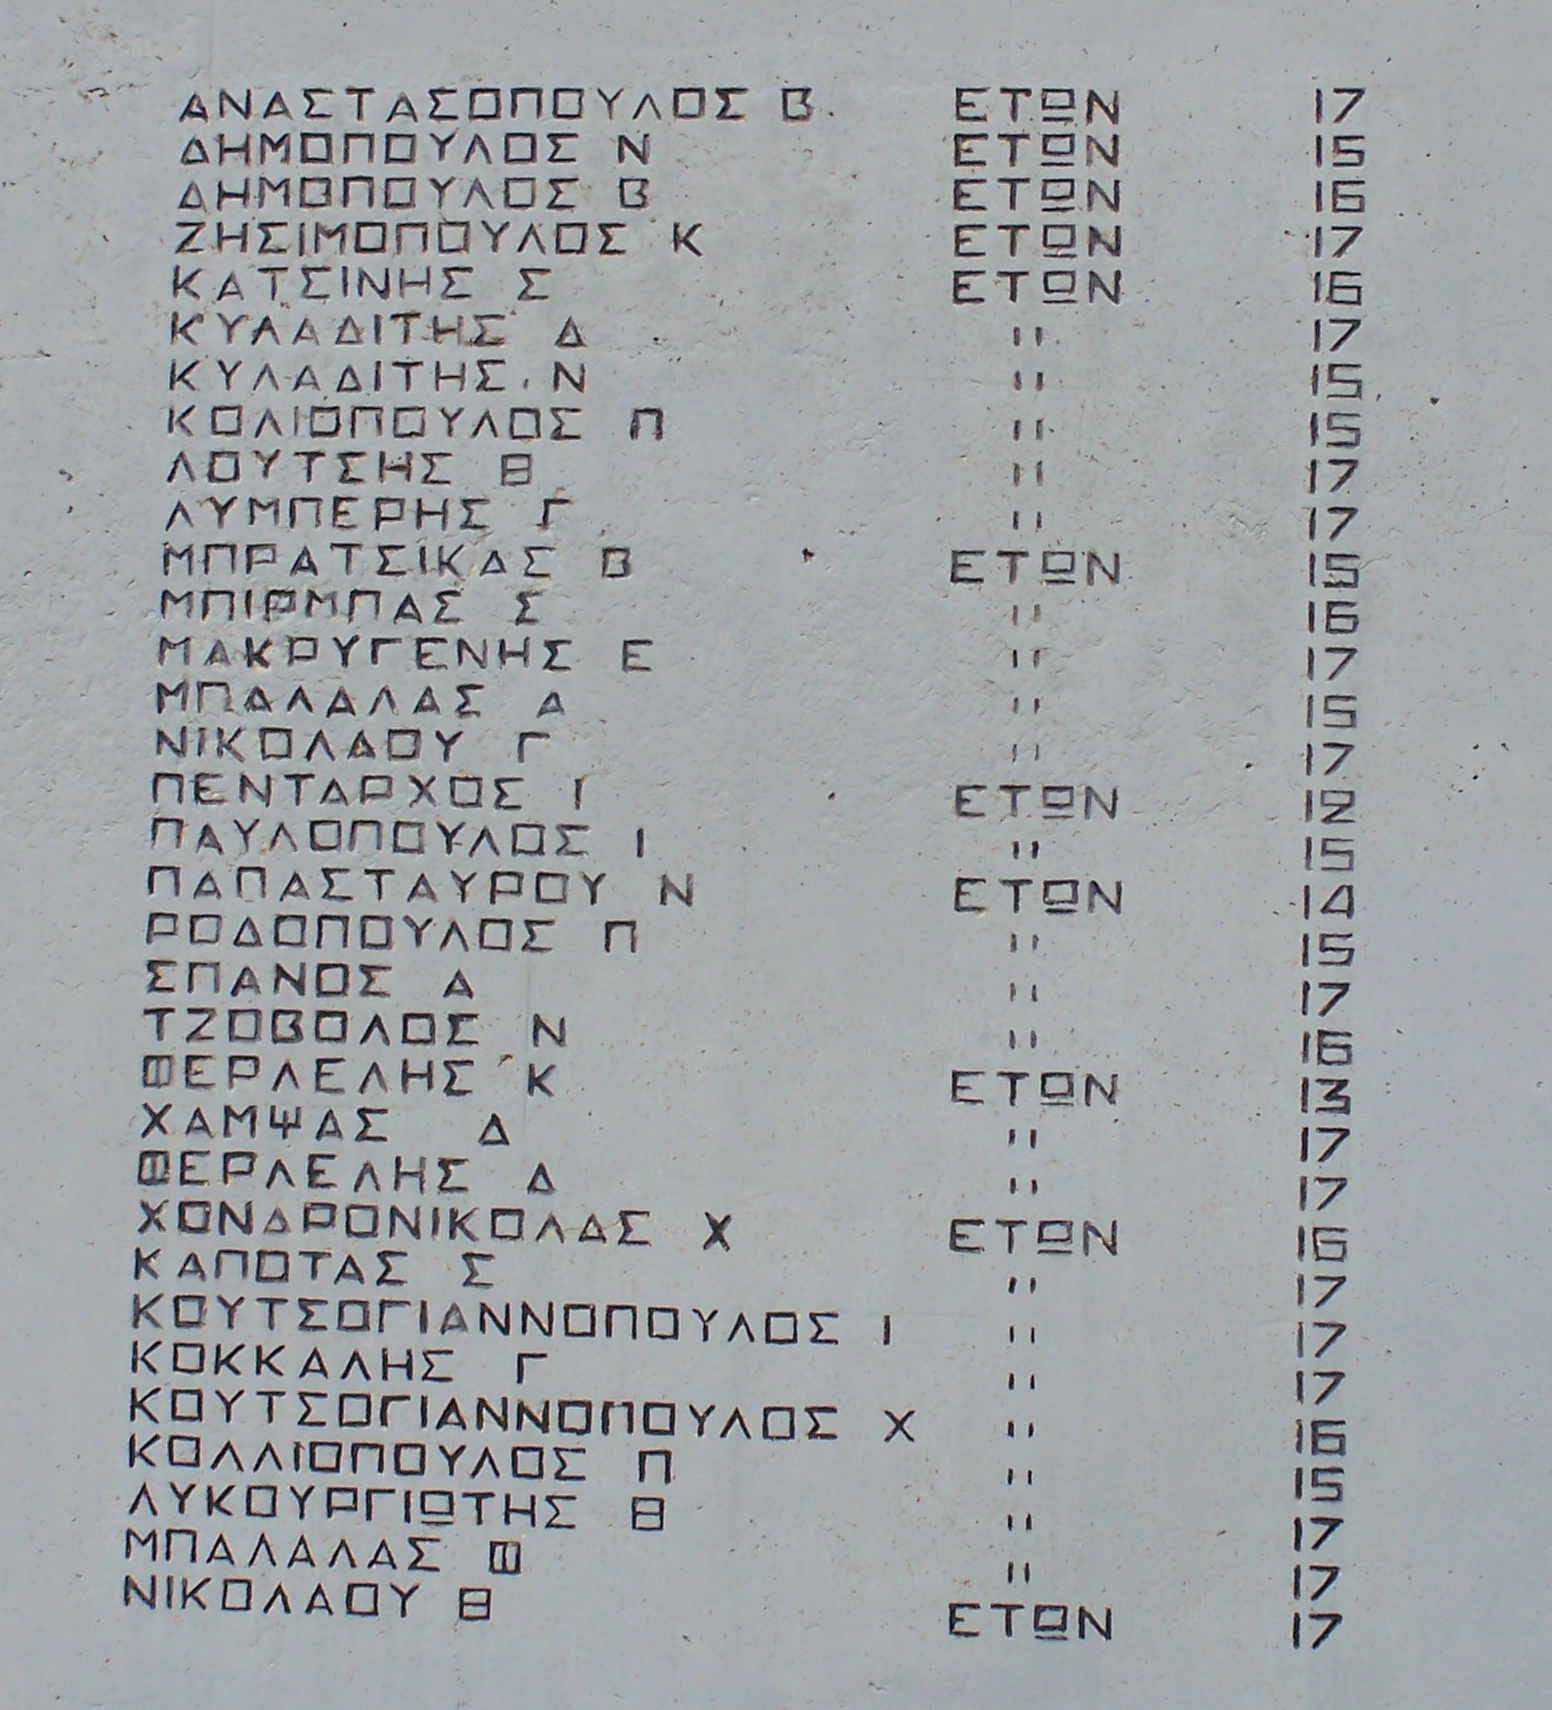 ΑΝΑΣΤΑΣΟΠΟΥΛΟΣ Β. ΕΤΩΝ 17
ΔΗΜΟΠΟΥΛΟΣ Ν ΕΤΩΝ 15
ΔΗΜΟΠΟΥΛΟΣ Β ΕΤΩΝ 16
ΖΗΣΙΜΟΠΟΥΛΟΣ Κ ΕΤΩΝ 17
ΚΑΤΣΙΝΗΣ Σ ΕΤΩΝ 16
ΚΥΛΑΔΙΤΗΣ Δ " 17
ΚΥΛΑΔΙΤΗΣ Ν " 15
ΚΟΛΙΟΠΟΥΛΟΣ Π " 15
ΛΟΥΤΣΗΣ Θ " 17
ΛΥΜΠΕΡΗΣ Γ " 17
ΜΠΡΑΤΣΙΚΑΣ Β ΕΤΩΝ 15
ΜΠΙΡΜΠΑΣ Σ " 16
ΜΑΚΡΥΓΕΝΗΣ Ε " 17
ΜΠΑΛΑΛΑΣ Α " 15
ΝΙΚΟΛΑΟΥ Γ " 17
ΠΕΝΤΑΡΧΟΣ Ι ΕΤΩΝ 12
ΠΑΥΛΟΠΟΥΛΟΣ Ι " 15
ΠΑΠΑΣΤΑΥΡΟΥ Ν ΕΤΩΝ 14
ΡΟΔΟΠΟΥΛΟΣ Π " 15
ΣΠΑΝΟΣ Α " 17
ΤΖΟΒΟΛΟΣ Ν " 16
ΦΕΡΛΕΛΗΣ Κ ΕΤΩΝ 13
ΧΑΜΨΑΣ Δ " 17
ΦΕΡΛΕΛΗΣ Δ " 17
ΧΟΝΔΡΟΝΙΚΟΛΑΣ Χ ΕΤΩΝ 16
ΚΑΠΟΤΑΣ Σ " 17
ΚΟΥΤΣΟΓΙΑΝΝΟΠΟΥΛΟΣ Ι " 17
ΚΟΚΚΑΛΗΣ Γ " 17
ΚΟΥΤΣΟΓΙΑΝΝΟΠΟΥΛΟΣ Χ " 16
ΚΟΛΛΙΟΠΟΥΛΟΣ Π " 15
ΛΥΚΟΥΡΓΙΩΤΗΣ Θ " 17
ΜΠΑΛΑΛΑΣ Φ " 17
ΝΙΚΟΛΑΟΥ Θ ΕΤΩΝ 17